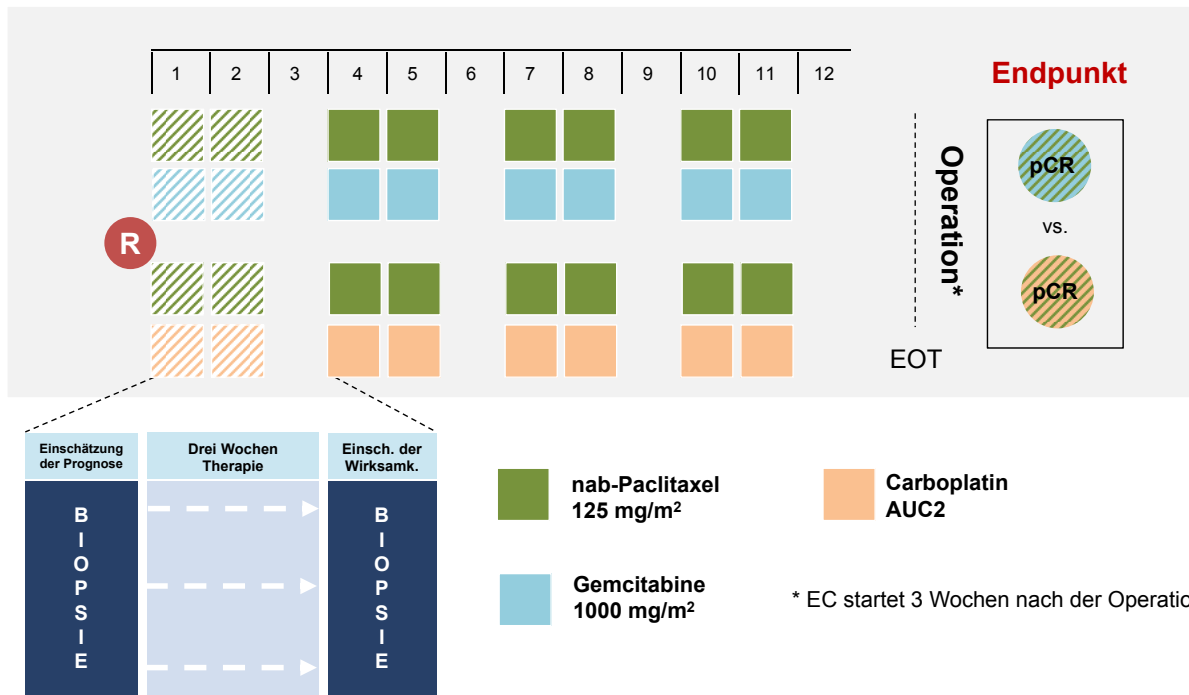 1 2 3 4 5 6 7 8 9 10 11 12
Endpunkt
R
Operation*
pCR
vs.
pCR
EOT
Einschätzung
der Prognose
Drei Wochen
Therapie
Einsch. der
Wirksamk.
BIOPSIE
BIOPSIE
nab-Paclitaxel
125 mg/m²
Carboplatin
AUC2
Gemcitabine
1000 mg/m²
* EC startet 3 Wochen nach der Operatio